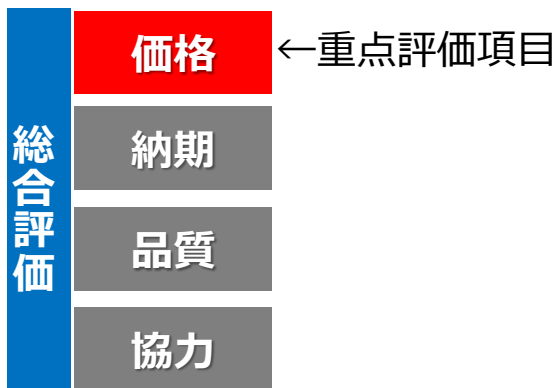 総合評価
価格
←重点評価項目
納期
品質
協力